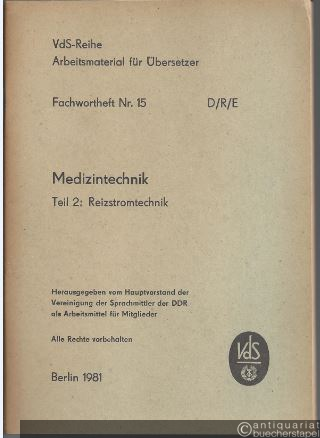 VdS-Reihe
Arbeitsmaterial für Übersetzer
Fachwortheft Nr. 15 D/R/E
Medizintechnik
Teil 2: Reizstromtechnik
Herausgegeben vom Hauptvorstand der
Vereinigung der Sprachmittler der DDR
als Arbeitsmittel für Mitglieder
Alle Rechte vorbehalten
VdS
Berlin 1981
© antiquariat
buecherstapel